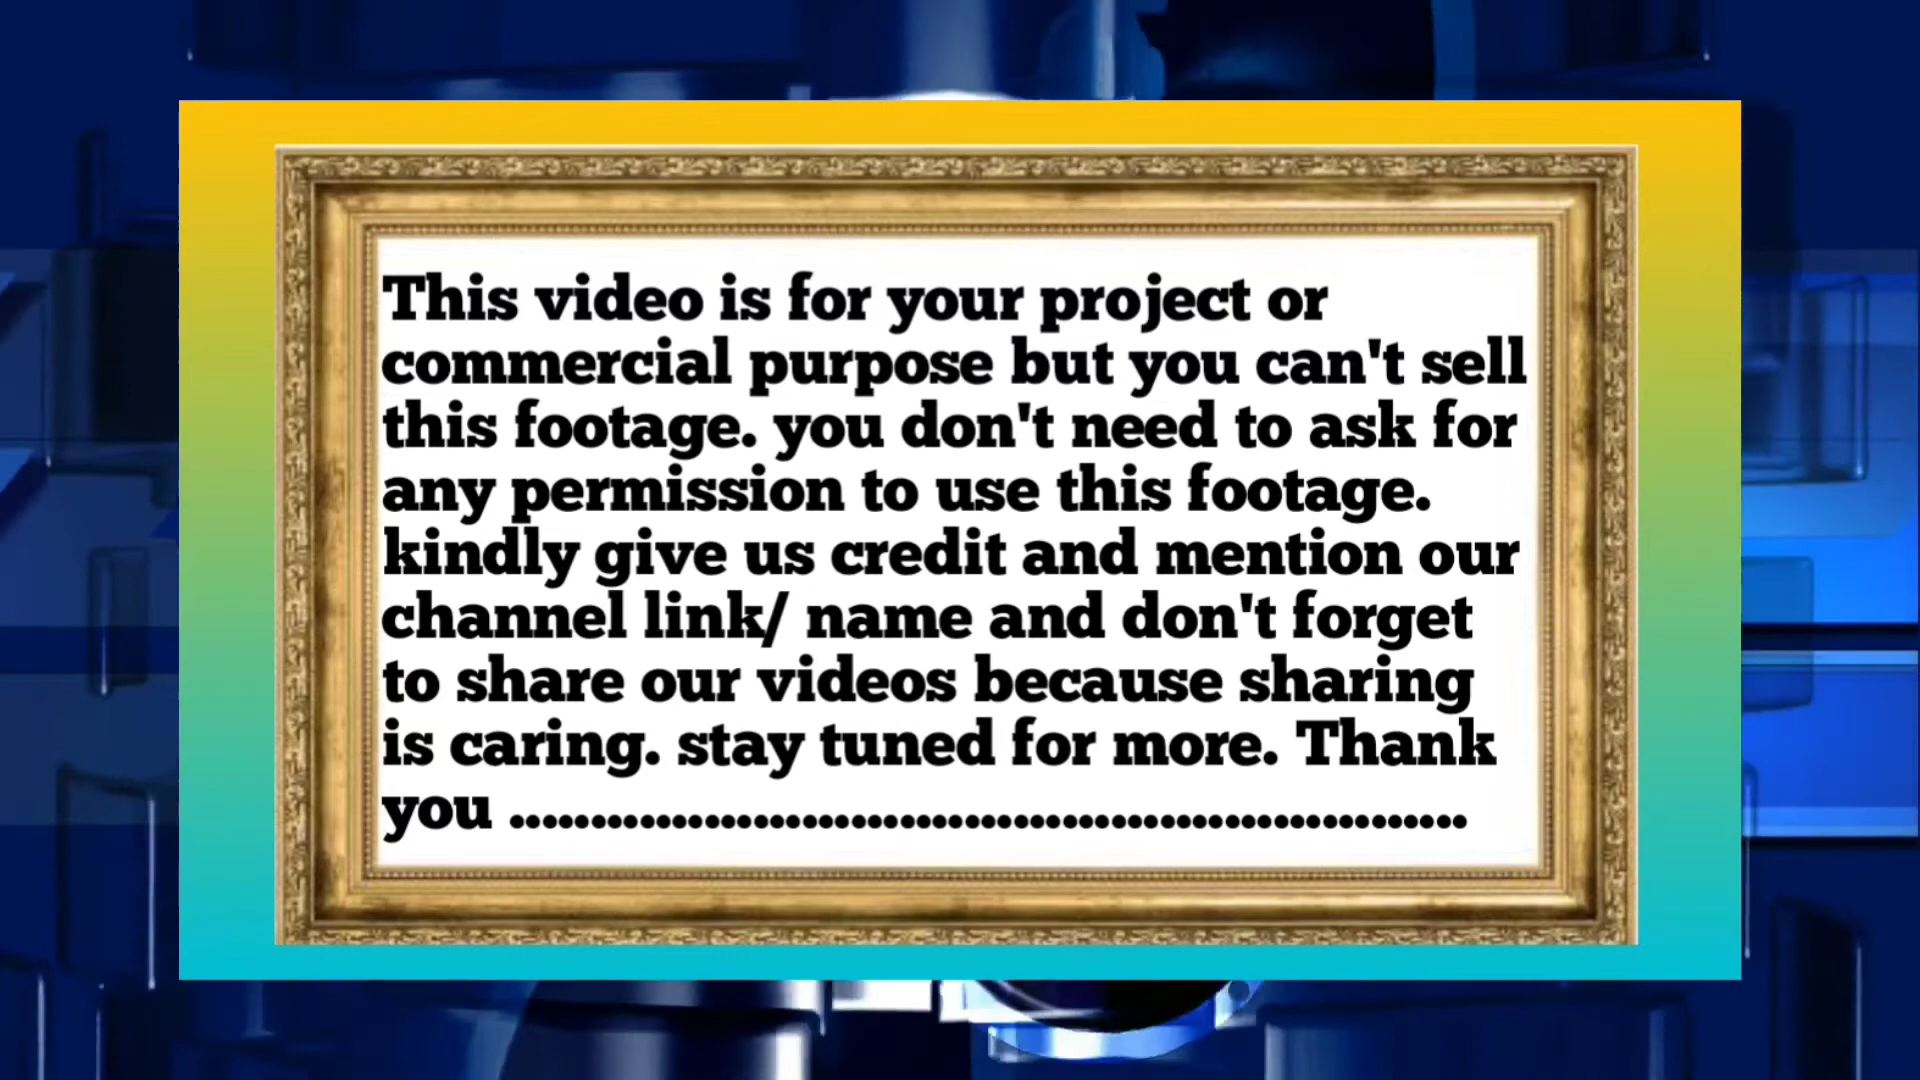 This video is for your project or
commercial purpose but you can't sell
this footage. you don't need to ask for
any permission to use this footage.
kindly give us credit and mention our
channel link/ name and don't forget
to share our videos because sharing
is caring. stay tuned for more. Thank
you ............................................................